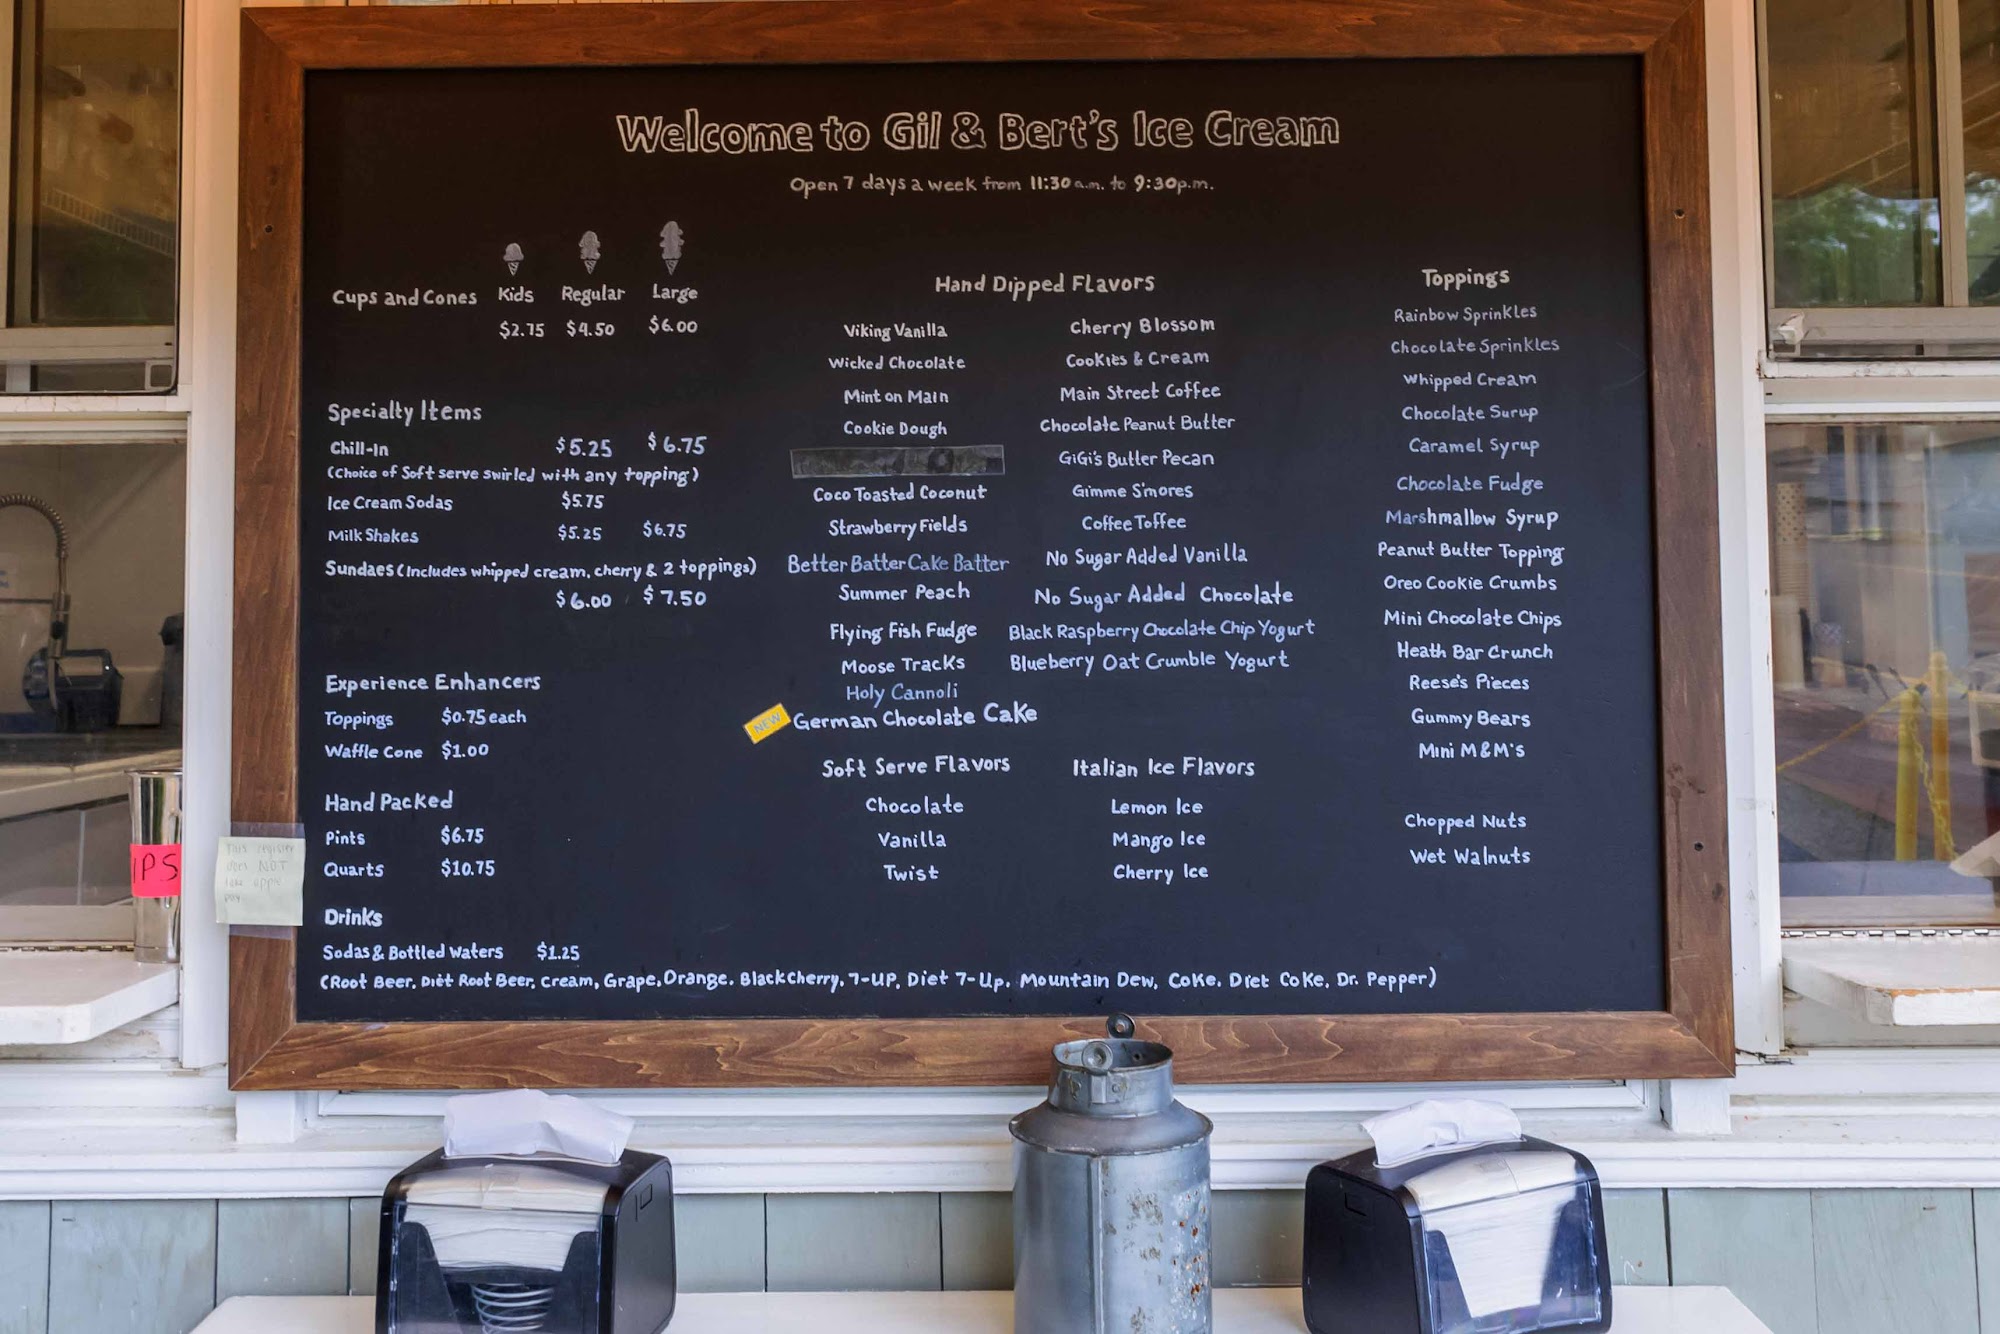 Welcome to Gil & Bert's Ice Cream
Open 7 days a week from 11:30 a.m. to 9:30p.m.
Cups and Cones Kids Regular Large
$2.75 $4.50 $6.00
Specialty Items
Chill-In $5.25 $6.75
(Choice of Soft serve swirled with any topping)
Ice Cream Sodas $5.75
Milk Shakes $5.25 $6.75
Sundaes (Includes whipped cream, cherry & 2 toppings)
$6.00 $7.50
Experience Enhancers
Toppings $0.75 each
Waffle Cone $1.00
Hand Packed
Pints $6.75
Quarts $10.75
Drinks
Sodas & Bottled Waters $1.25
(Root Beer, Diet Root Beer, Cream, Grape, Orange, Black Cherry, 7-UP, Diet 7-Up, Mountain Dew, Coke, Diet Coke, Dr. Pepper)
Hand Dipped Flavors
Viking Vanilla
Wicked Chocolate
Mint on Main
Cookie Dough
Coco Toasted Coconut
Strawberry Fields
Better Batter Cake Batter
Summer Peach
Flying Fish Fudge
Moose Tracks
Holy Cannoli
NEW German Chocolate Cake
Cherry Blossom
Cookies & Cream
Main Street Coffee
Chocolate Peanut Butter
GiGi's Butter Pecan
Gimme S'mores
Coffee Toffee
No Sugar Added Vanilla
No Sugar Added Chocolate
Black Raspberry Chocolate Chip Yogurt
Blueberry Oat Crumble Yogurt
Soft Serve Flavors
Chocolate
Vanilla
Twist
Italian Ice Flavors
Lemon Ice
Mango Ice
Cherry Ice
Toppings
Rainbow Sprinkles
Chocolate Sprinkles
Whipped Cream
Chocolate Surup
Caramel Syrup
Chocolate Fudge
Marshmallow Syrup
Peanut Butter Topping
Oreo Cookie Crumbs
Mini Chocolate Chips
Heath Bar Crunch
Reese's Pieces
Gummy Bears
Mini M&M's
Chopped Nuts
Wet Walnuts
This register
does NOT
take apple
pay
IPS